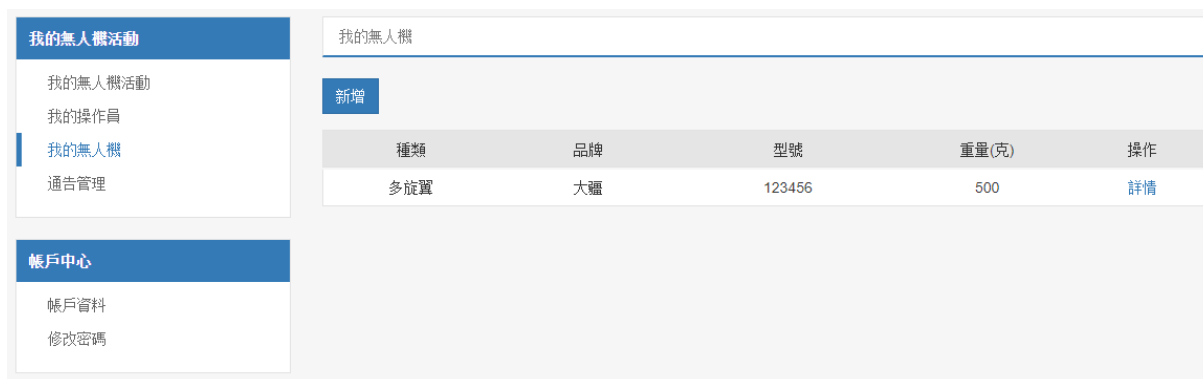 我的無人機活動
我的無人機活動
我的操作員
我的無人機
通告管理
帳戶中心
帳戶資料
修改密碼
我的無人機
新增
種類 品牌 型號 重量(克) 操作
多旋翼 大疆 123456 500 詳情